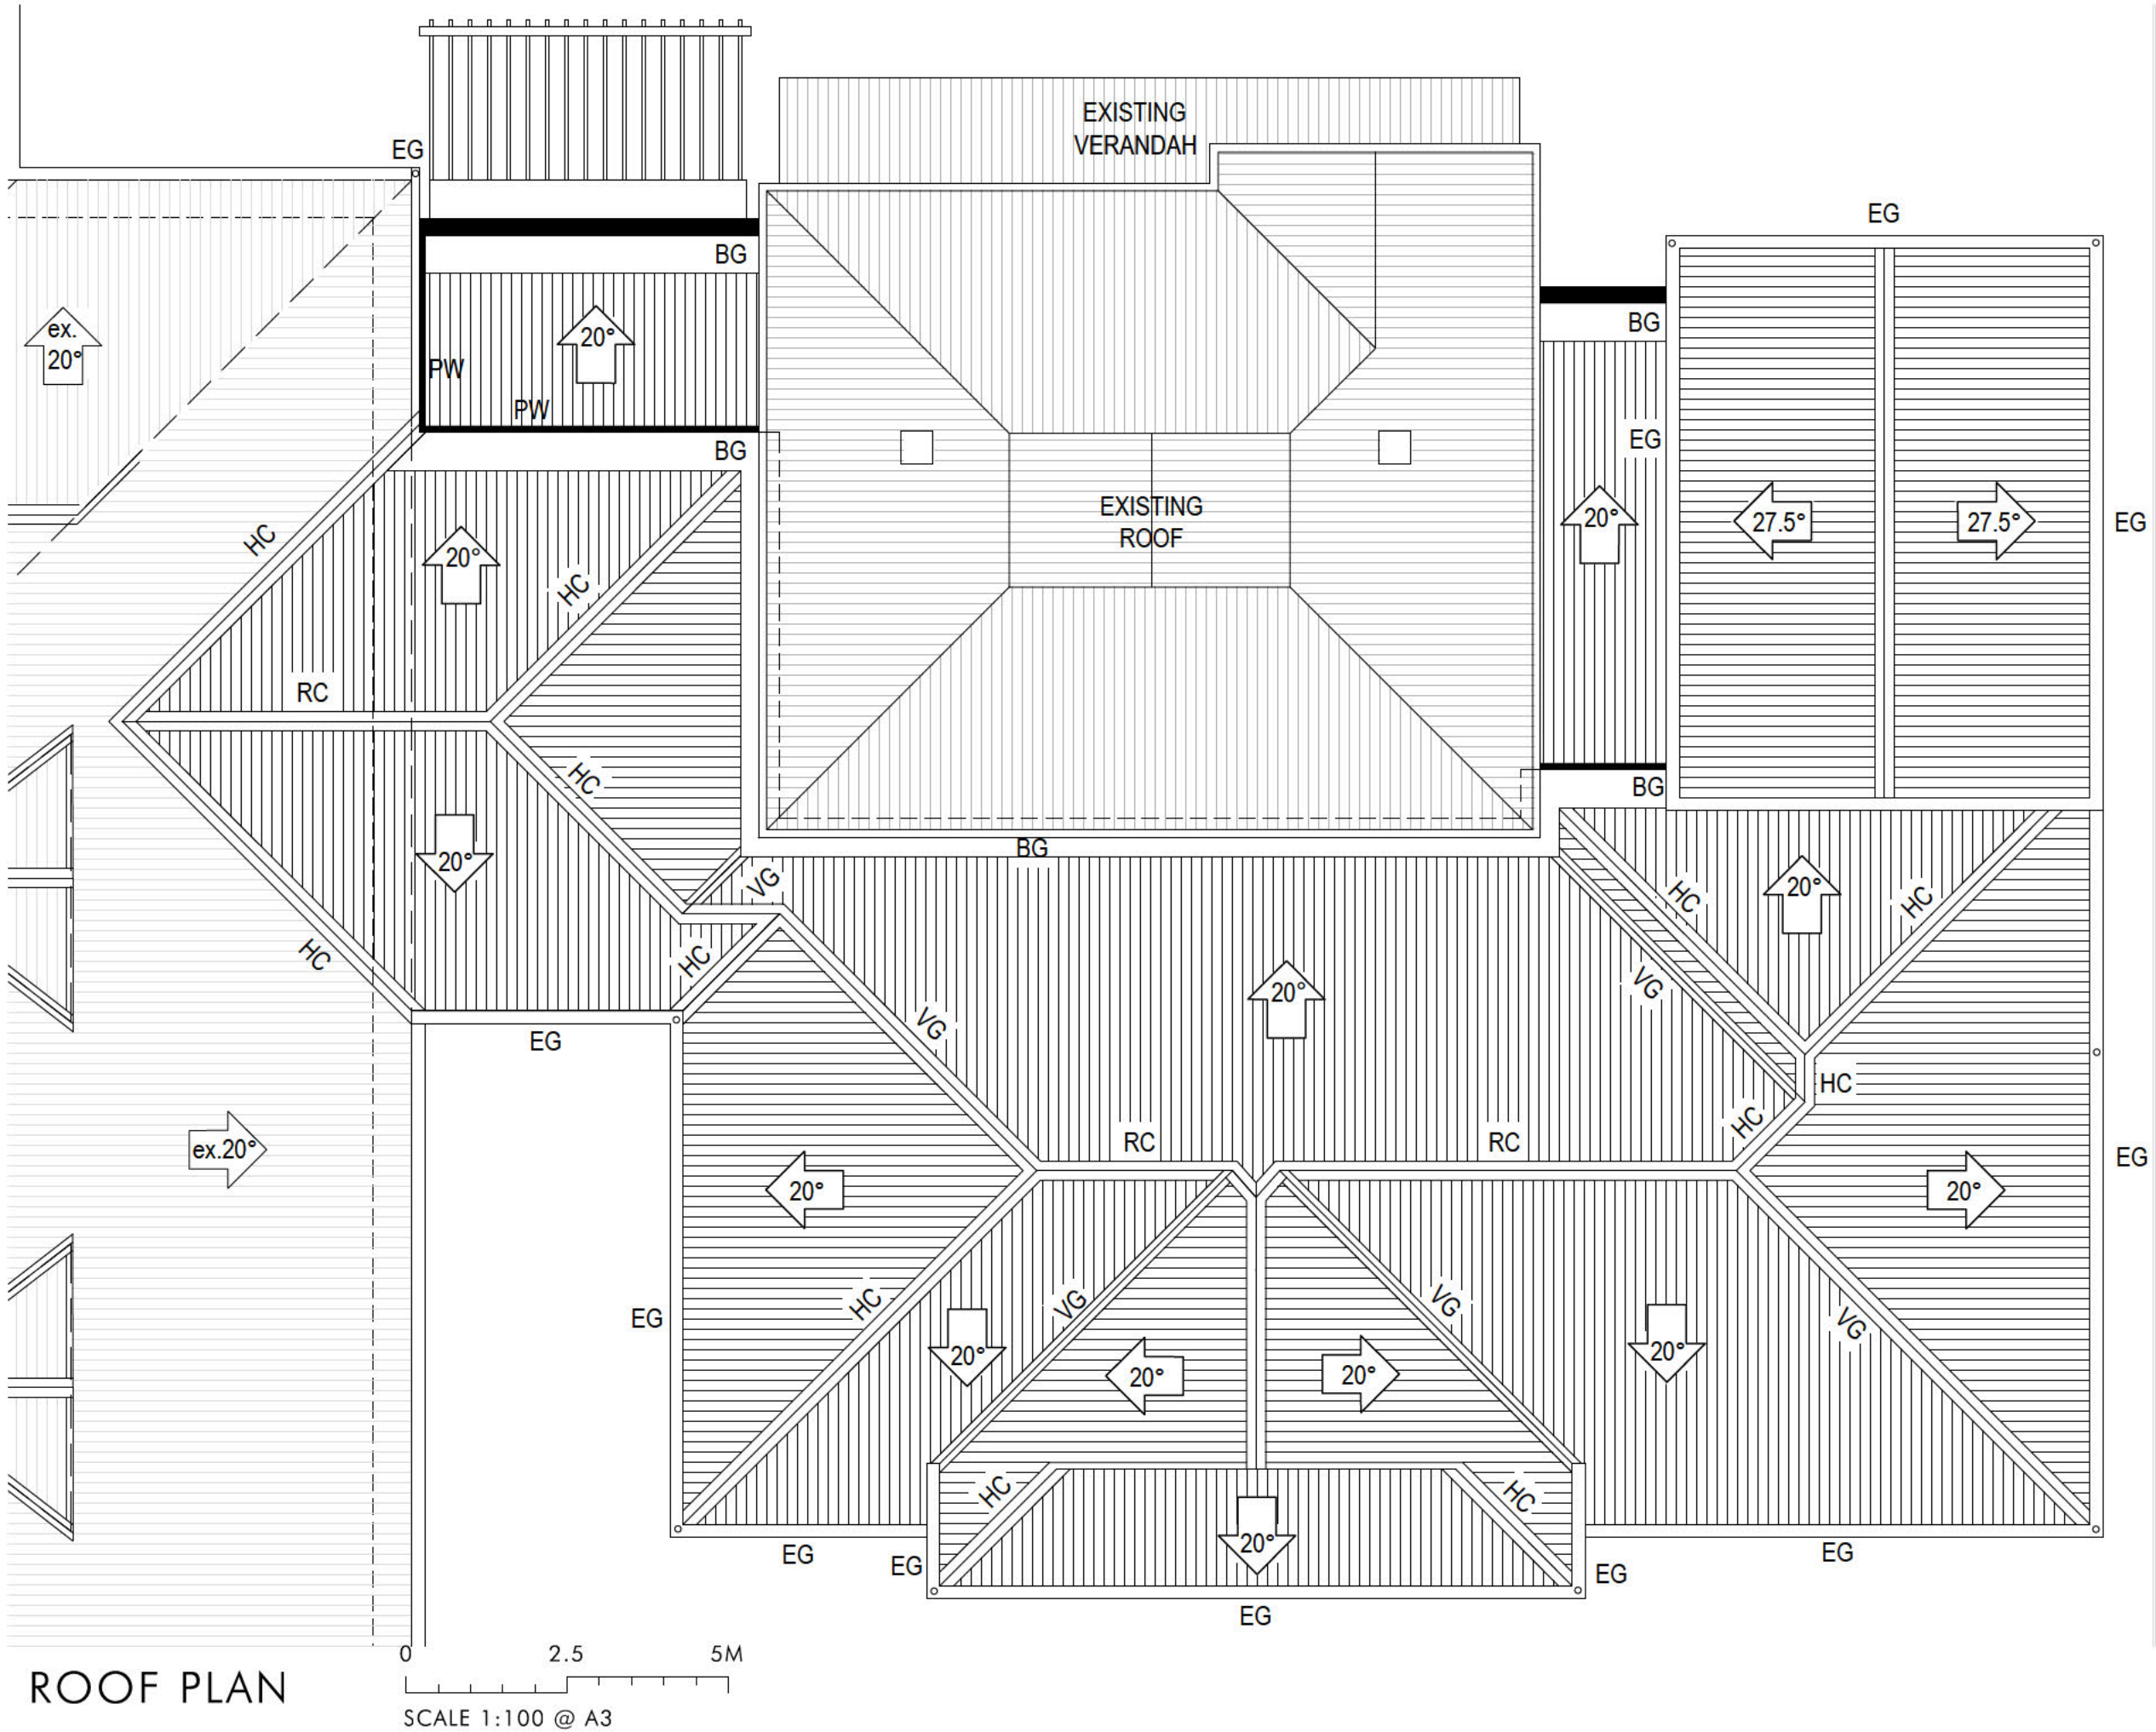 EXISTING
VERANDAH
EG
EG
BG
ex.
20°
20°
PW
PW
BG
BG
EG
EXISTING
ROOF
20°
27.5°
27.5°
EG
HC
20°
HC
RC
HC
BG
BG
20°
VG
HC
20°
HC
HC
HC
VG
20°
VG
EG
HC
HC
RC
RC
ex.20°
20°
20°
EG
HC
VG
VG
VG
EG
20°
20°
20°
20°
HC
HC
20°
EG
EG
EG
EG
EG
0 2.5 5M
ROOF PLAN
SCALE 1:100 @ A3